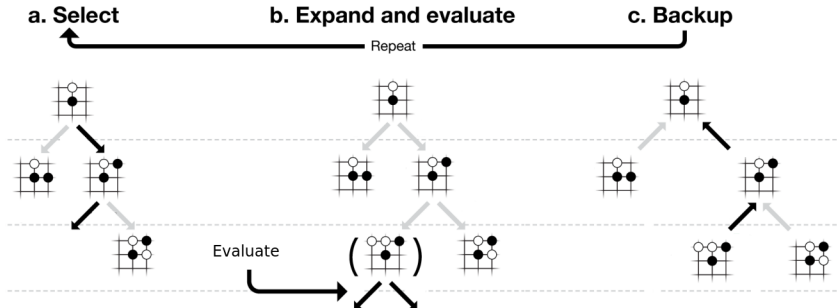 a. Select
b. Expand and evaluate
c. Backup
Repeat
Evaluate
( )